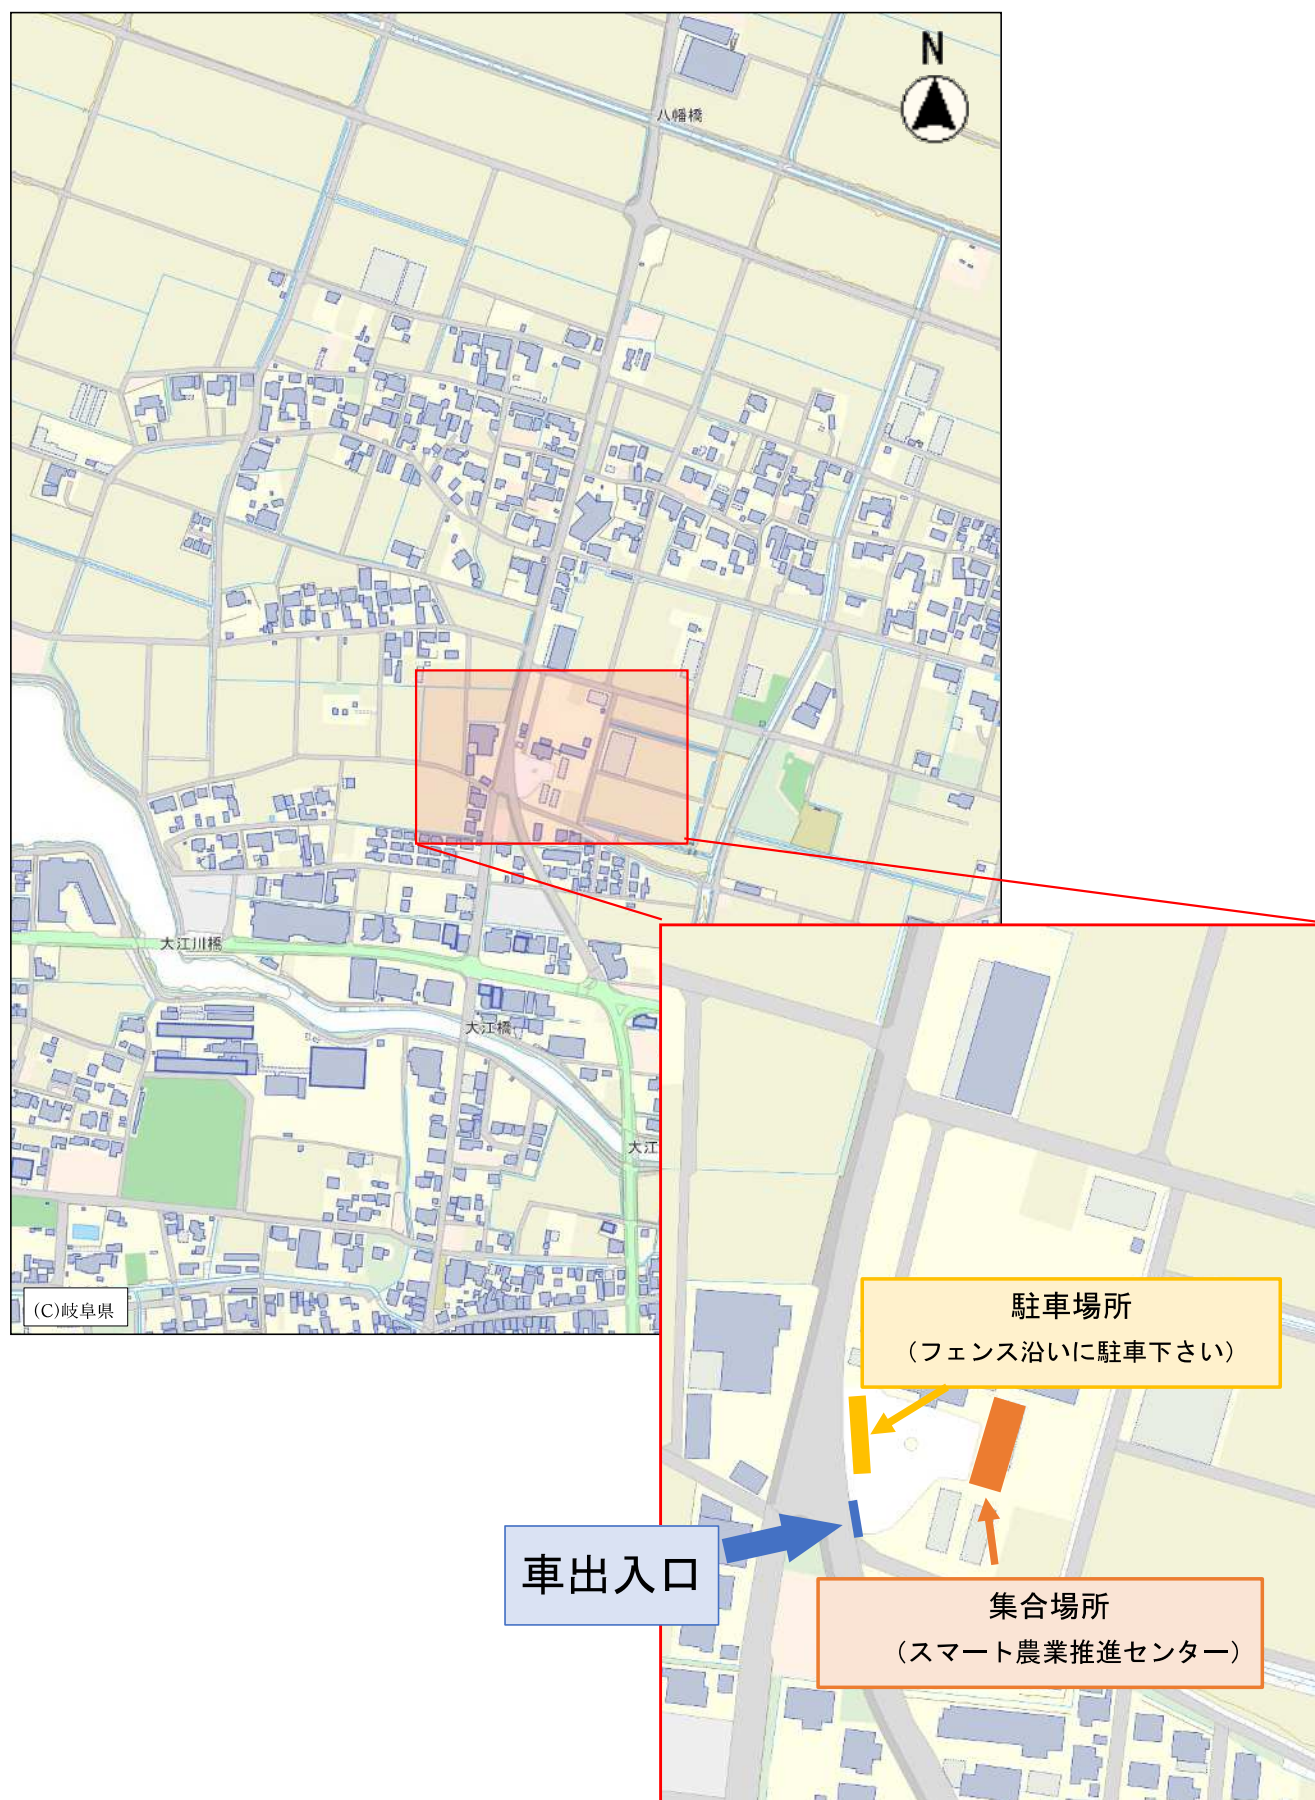 N
八幡橋
大江川橋
大江橋
大江
(C)岐阜県
駐車場所
（フェンス沿いに駐車下さい）
車出入口
集合場所
（スマート農業推進センター）